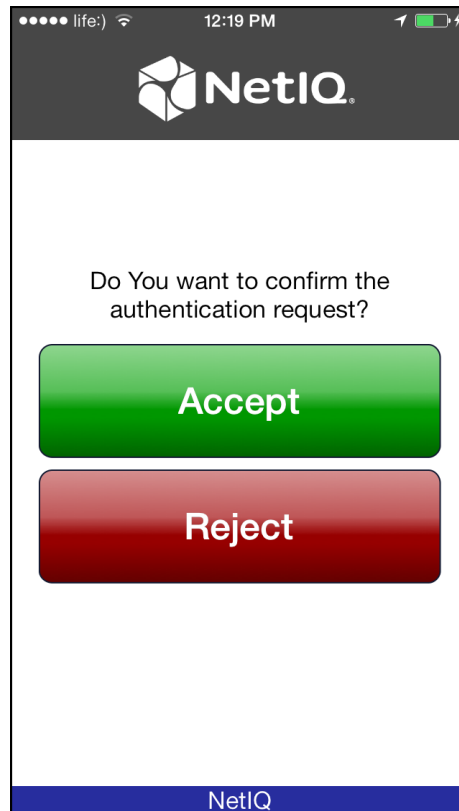 life:) 12:19 PM
NetIQ.
Do You want to confirm the
authentication request?
Accept
Reject
NetIQ